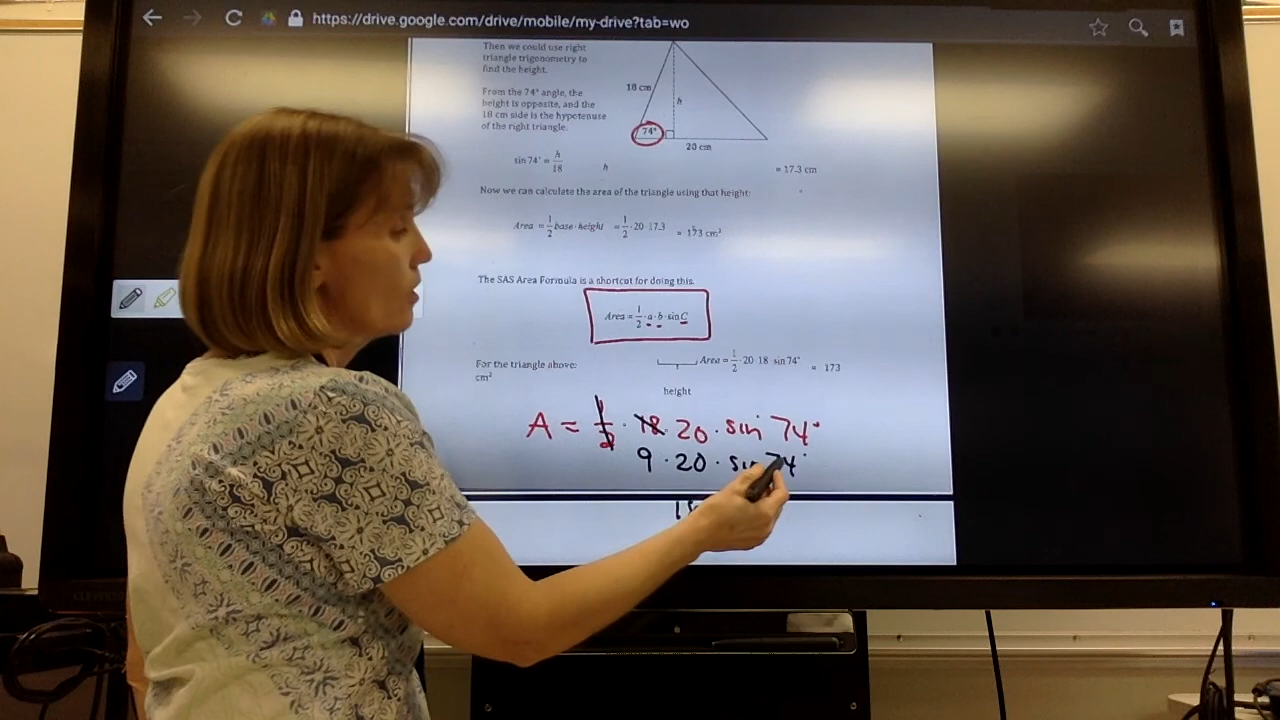 https://drive.google.com/drive/mobile/my-drive?tab=wo
Then we could use right
triangle trigonometry to
find the height.
From the 74° angle, the
height is opposite, and the
18 cm side is the hypotenuse
of the right triangle.
18 cm
h
74°
20 cm
sin 74° = h/18
h
= 17.3 cm
Now we can calculate the area of the triangle using that height:
Area = 1/2 base · height = 1/2 · 20 · 17.3 = 173 cm²
The SAS Area Formula is a shortcut for doing this.
Area = 1/2 · a · b · sin C
For the triangle above:
Area = 1/2 · 20 · 18 · sin 74° = 173
cm²
height
A = 1/2 · 18 · 20 · sin 74°
9 · 20 · sin 74°